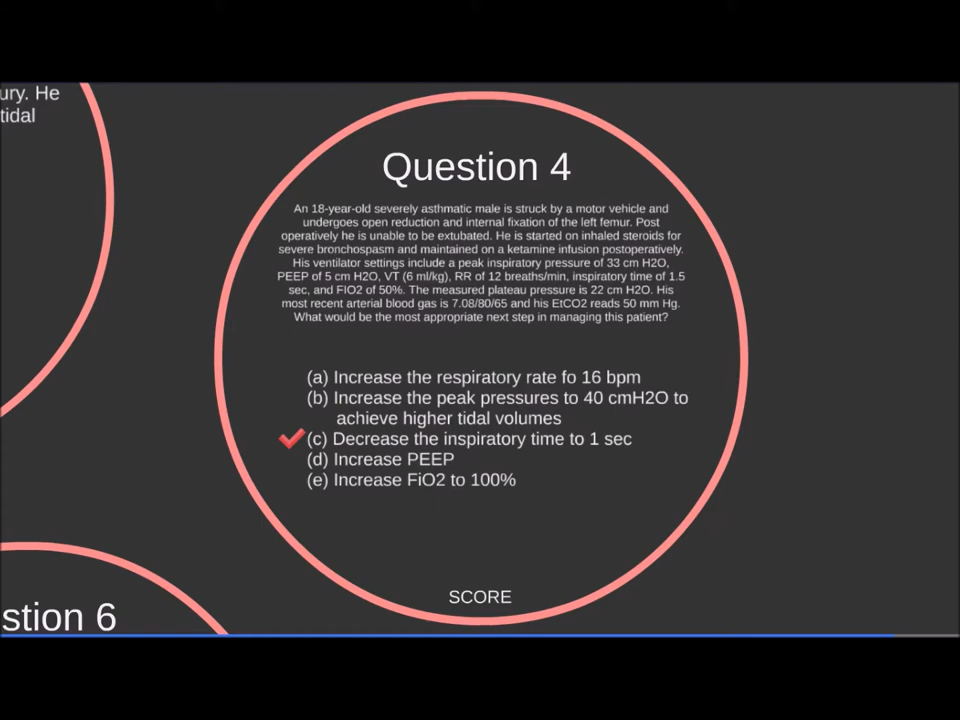 ury. He
tidal
Question 4
An 18-year-old severely asthmatic male is struck by a motor vehicle and
undergoes open reduction and internal fixation of the left femur. Post
operatively he is unable to be extubated. He is started on inhaled steroids for
severe bronchospasm and maintained on a ketamine infusion postoperatively.
His ventilator settings include a peak inspiratory pressure of 33 cm H2O,
PEEP of 5 cm H2O, VT (6 ml/kg), RR of 12 breaths/min, inspiratory time of 1.5
sec, and FIO2 of 50%. The measured plateau pressure is 22 cm H2O. His
most recent arterial blood gas is 7.08/80/65 and his EtCO2 reads 50 mm Hg.
What would be the most appropriate next step in managing this patient?
(a) Increase the respiratory rate fo 16 bpm
(b) Increase the peak pressures to 40 cmH2O to
achieve higher tidal volumes
(c) Decrease the inspiratory time to 1 sec
(d) Increase PEEP
(e) Increase FiO2 to 100%
SCORE
stion 6